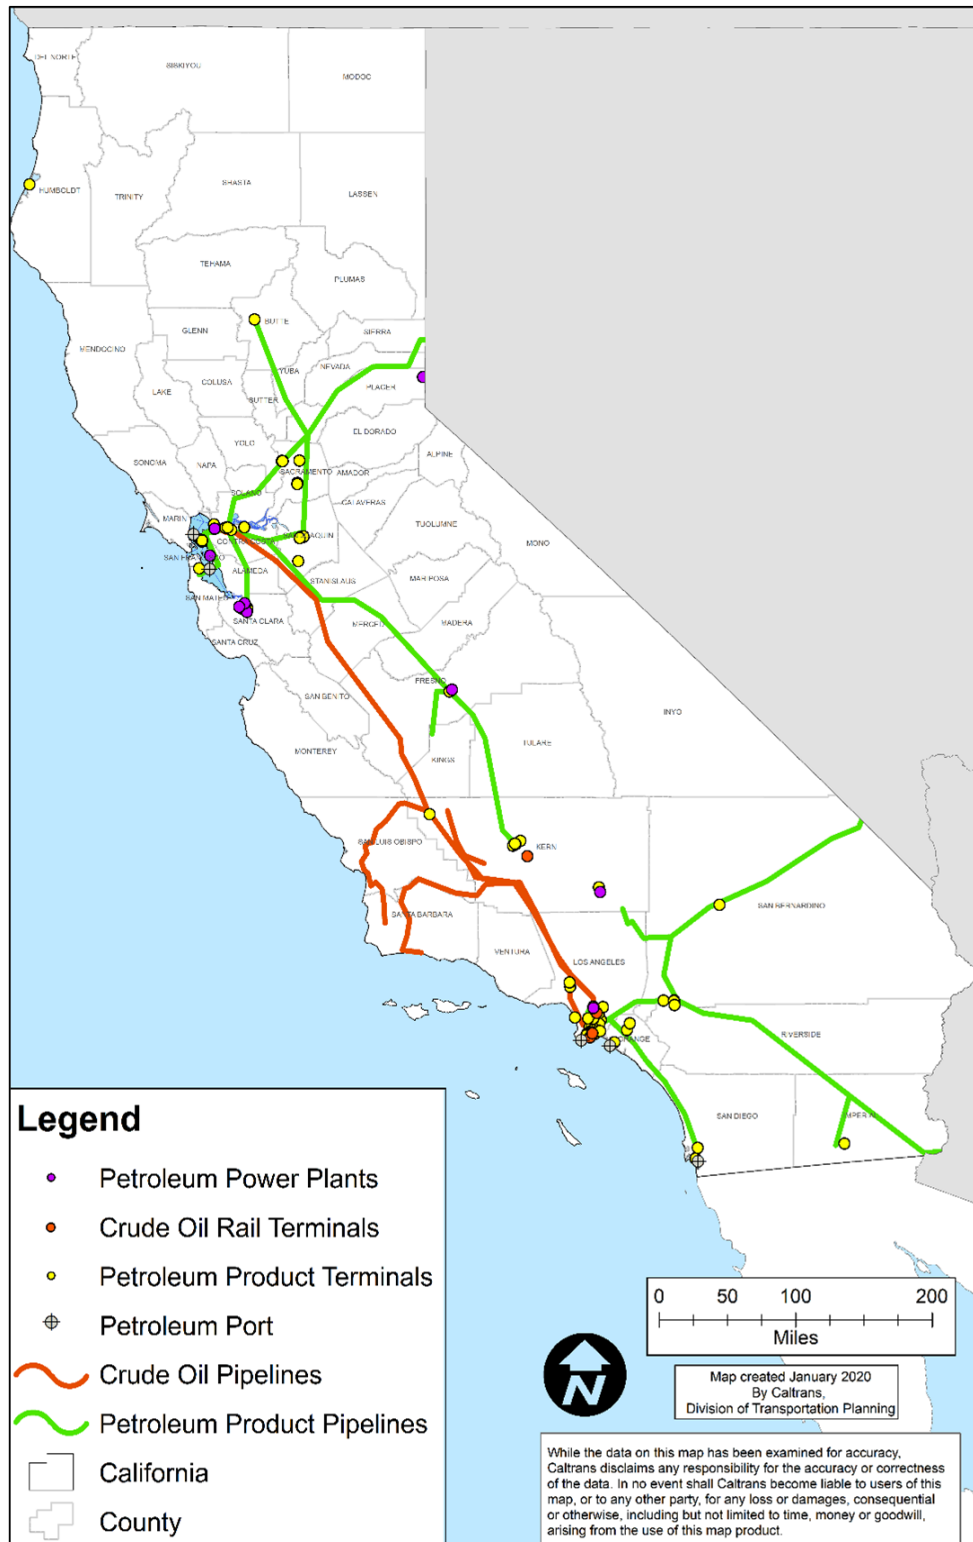 DEL NORTE
SISKIYOU
MODOC
HUMBOLDT
TRINITY
SHASTA
LASSEN
TEHAMA
PLUMAS
BUTTE
GLENN
SIERRA
MENDOCINO
NEVADA
YUBA
COLUSA
PLACER
LAKE
SUTTER
EL DORADO
YOLO
ALPINE
SONOMA
NAPA
SACRAMENTO
AMADOR
SOLANO
CALAVERAS
MARIN
TUOLUMNE
CONTRA COSTA
SAN JOAQUIN
MONO
SAN FRANCISCO
ALAMEDA
STANISLAUS
MARIPOSA
SAN MATEO
SANTA CLARA
MERCED
MADERA
SANTA CRUZ
FRESNO
SAN BENITO
INYO
TULARE
MONTEREY
KINGS
SAN LUIS OBISPO
KERN
SAN BERNARDINO
SANTA BARBARA
VENTURA
LOS ANGELES
ORANGE
RIVERSIDE
SAN DIEGO
IMPERIAL
Legend
Petroleum Power Plants
Crude Oil Rail Terminals
Petroleum Product Terminals
Petroleum Port
Crude Oil Pipelines
Petroleum Product Pipelines
California
County
0 50 100 200
Miles
N
Map created January 2020
By Caltrans,
Division of Transportation Planning
While the data on this map has been examined for accuracy,
Caltrans disclaims any responsibility for the accuracy or correctness
of the data. In no event shall Caltrans become liable to users of this
map, or to any other party, for any loss or damages, consequential
or otherwise, including but not limited to time, money or goodwill,
arising from the use of this map product.